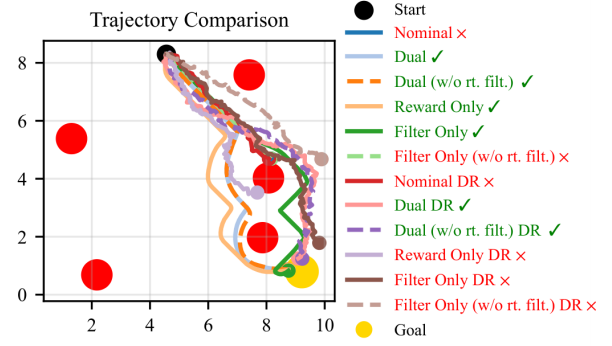 Trajectory Comparison
8
6
4
2
0
2
4
6
8
10
Start
Nominal ×
Dual ✓
Dual (w/o rt. filt.) ✓
Reward Only ✓
Filter Only ✓
Filter Only (w/o rt. filt.) ×
Nominal DR ×
Dual DR ✓
Dual (w/o rt. filt.) DR ✓
Reward Only DR ×
Filter Only DR ×
Filter Only (w/o rt. filt.) DR ×
Goal